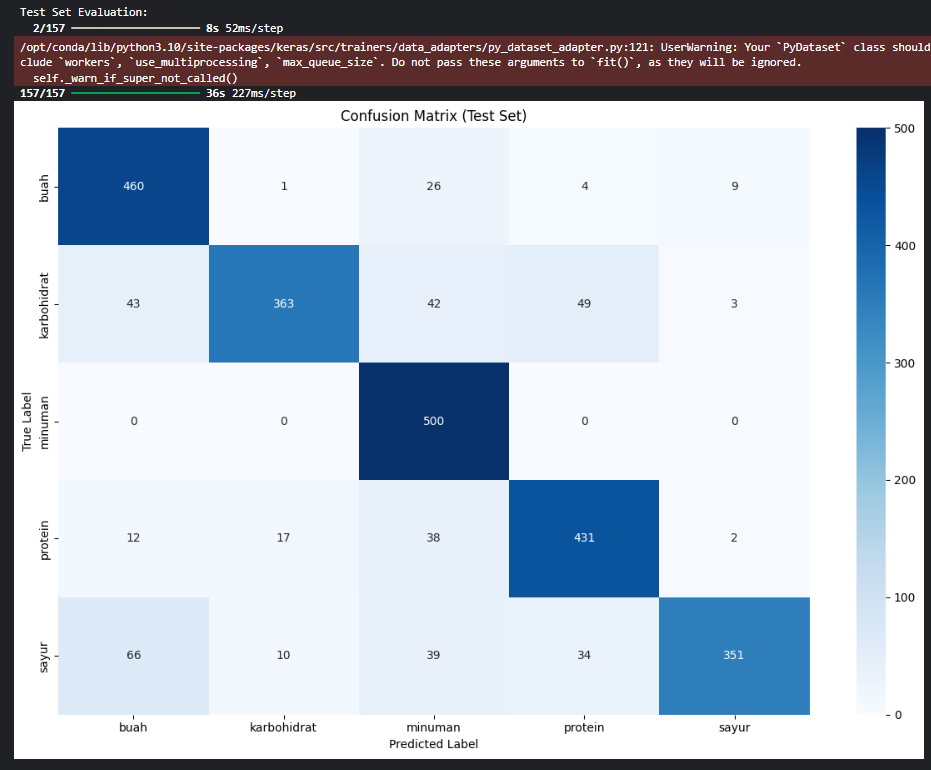 Test Set Evaluation:
2/157 ━━━━━━━━━━━━━━━━━━━━ 8s 52ms/step
/opt/conda/lib/python3.10/site-packages/keras/src/trainers/data_adapters/py_dataset_adapter.py:121: UserWarning: Your `PyDataset` class should
clude `workers`, `use_multiprocessing`, `max_queue_size`. Do not pass these arguments to `fit()`, as they will be ignored.
self._warn_if_super_not_called()
157/157 ━━━━━━━━━━━━━━━━━━━━ 36s 227ms/step
Confusion Matrix (Test Set)
buah 460 1 26 4 9
karbohidrat 43 363 42 49 3
minuman 0 0 500 0 0
protein 12 17 38 431 2
sayur 66 10 39 34 351
True Label
buah karbohidrat minuman protein sayur
Predicted Label
500
400
300
200
100
0